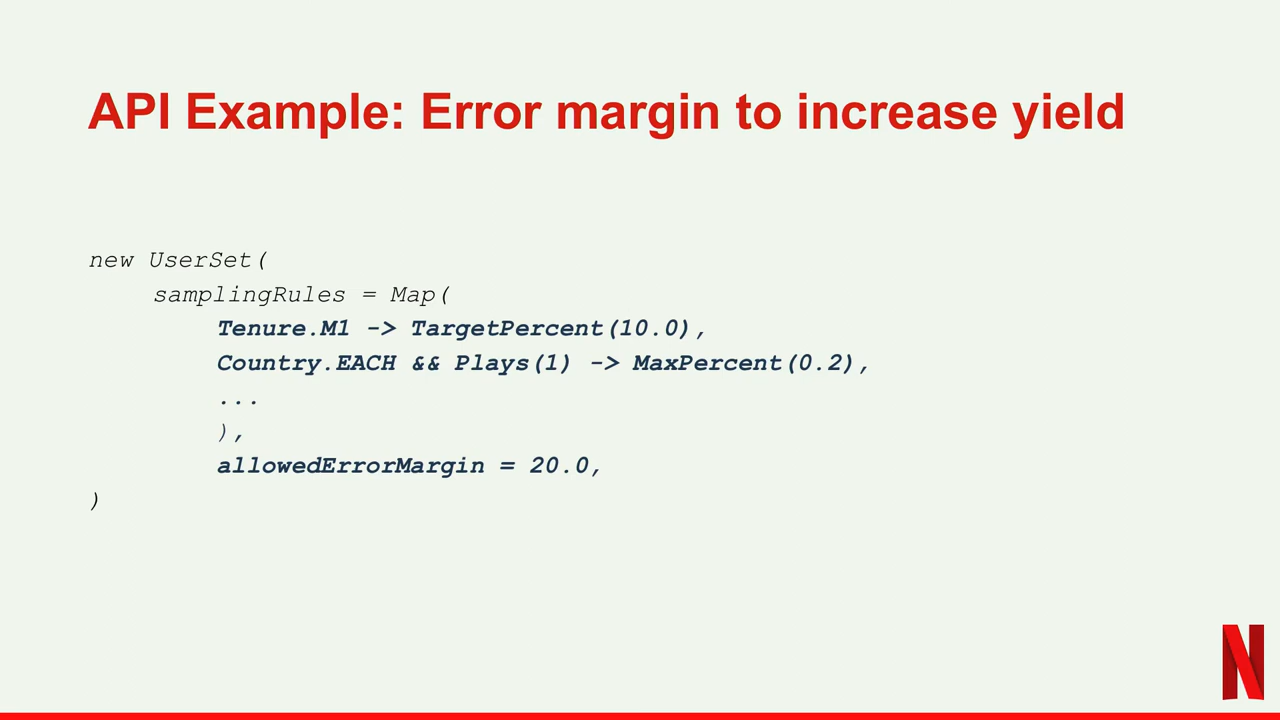 API Example: Error margin to increase yield
new UserSet(
samplingRules = Map(
Tenure.M1 -> TargetPercent(10.0),
Country.EACH && Plays(1) -> MaxPercent(0.2),
...
),
allowedErrorMargin = 20.0,
)